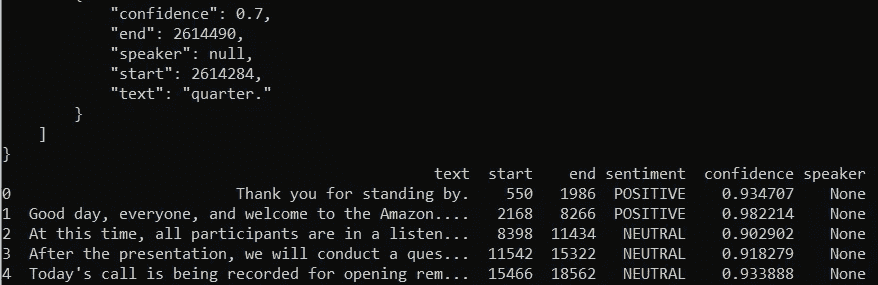 "confidence": 0.7,
"end": 2614490,
"speaker": null,
"start": 2614284,
"text": "quarter."
}
]
}
text start end sentiment confidence speaker
0 Thank you for standing by. 550 1986 POSITIVE 0.934707 None
1 Good day, everyone, and welcome to the Amazon.... 2168 8266 POSITIVE 0.982214 None
2 At this time, all participants are in a listen... 8398 11434 NEUTRAL 0.902902 None
3 After the presentation, we will conduct a ques... 11542 15322 NEUTRAL 0.918279 None
4 Today's call is being recorded for opening rem... 15466 18562 NEUTRAL 0.933888 None